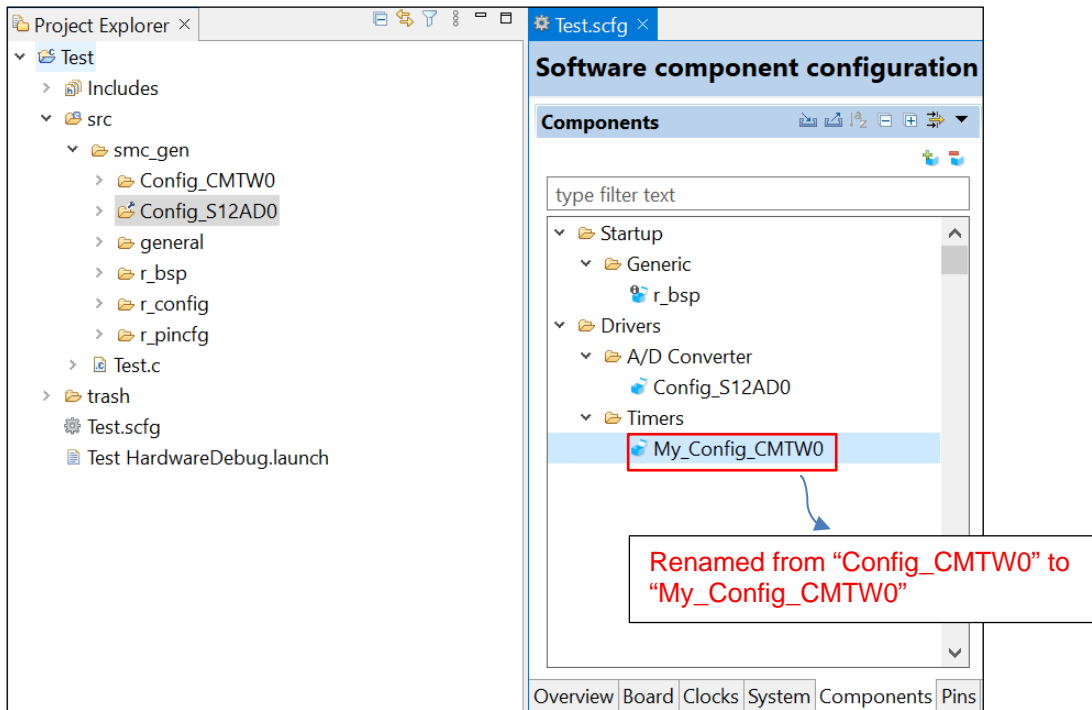 Project Explorer
Test
Includes
src
smc_gen
Config_CMTW0
Config_S12AD0
general
r_bsp
r_config
r_pincfg
Test.c
trash
Test.scfg
Test HardwareDebug.launch
Test.scfg
Software component configuration
Components
type filter text
Startup
Generic
r_bsp
Drivers
A/D Converter
Config_S12AD0
Timers
My_Config_CMTW0
Renamed from “Config_CMTW0” to
“My_Config_CMTW0”
Overview Board Clocks System Components Pins